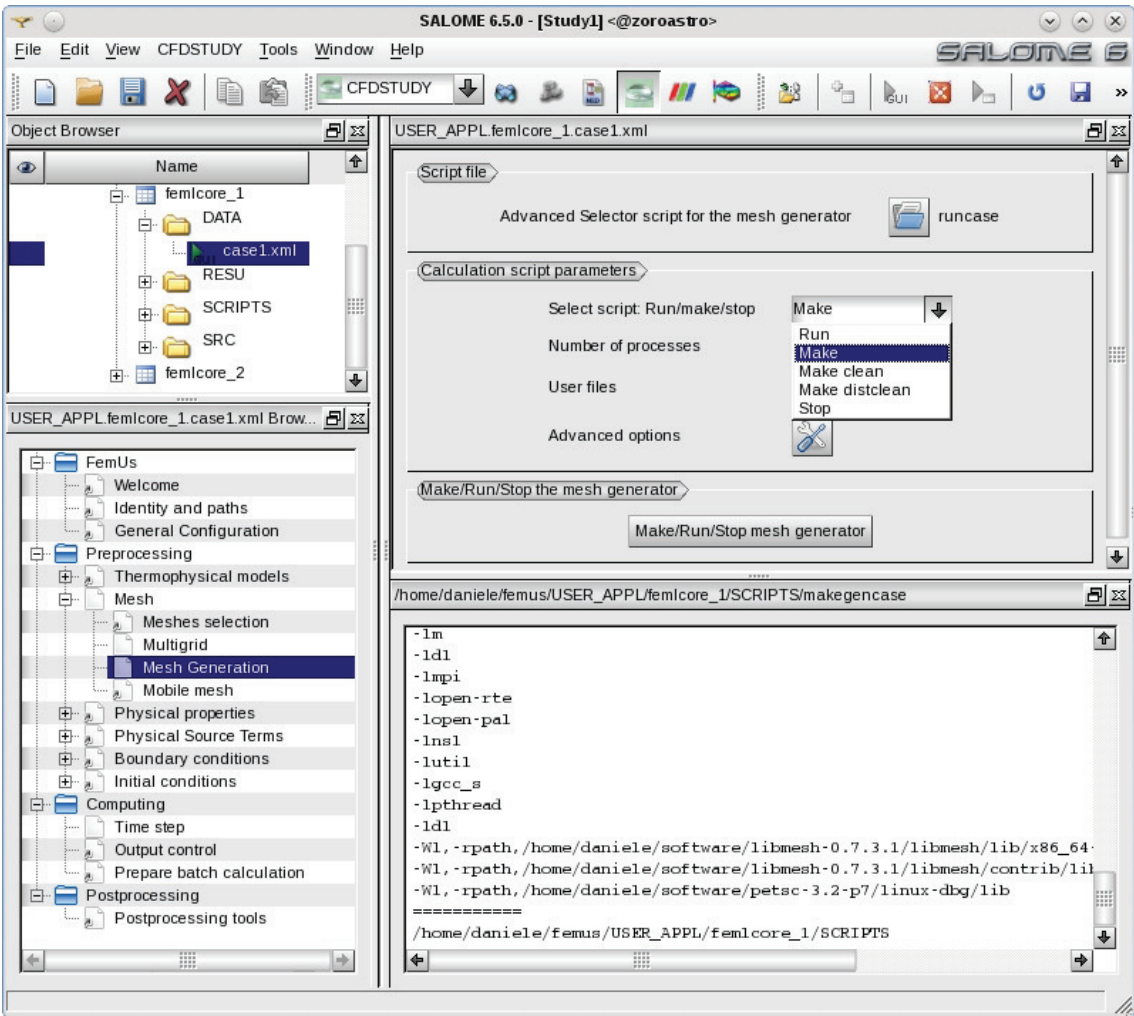 SALOME 6.5.0 - [Study1] <@zoroastro>
File Edit View CFDSTUDY Tools Window Help
SALOME 6
CFDSTUDY
MED
GUI
»
Object Browser
Name
femlcore_1
DATA
case1.xml
RESU
SCRIPTS
SRC
femlcore_2
USER_APPL.femlcore_1.case1.xml Brow...
FemUs
Welcome
Identity and paths
General Configuration
Preprocessing
Thermophysical models
Mesh
Meshes selection
Multigrid
Mesh Generation
Mobile mesh
Physical properties
Physical Source Terms
Boundary conditions
Initial conditions
Computing
Time step
Output control
Prepare batch calculation
Postprocessing
Postprocessing tools
USER_APPL.femlcore_1.case1.xml
Script file
Advanced Selector script for the mesh generator runcase
Calculation script parameters
Select script: Run/make/stop Make
Run
Number of processes Make
Make clean
User files Make distclean
Stop
Advanced options
Make/Run/Stop the mesh generator
Make/Run/Stop mesh generator
/home/daniele/femus/USER_APPL/femlcore_1/SCRIPTS/makegencase
-lm
-ldl
-lmpi
-lopen-rte
-lopen-pal
-lnsl
-lutil
-lgcc_s
-lpthread
-ldl
-Wl,-rpath,/home/daniele/software/libmesh-0.7.3.1/libmesh/lib/x86_64-
-Wl,-rpath,/home/daniele/software/libmesh-0.7.3.1/libmesh/contrib/lib
-Wl,-rpath,/home/daniele/software/petsc-3.2-p7/linux-dbg/lib
===========
/home/daniele/femus/USER_APPL/femlcore_1/SCRIPTS